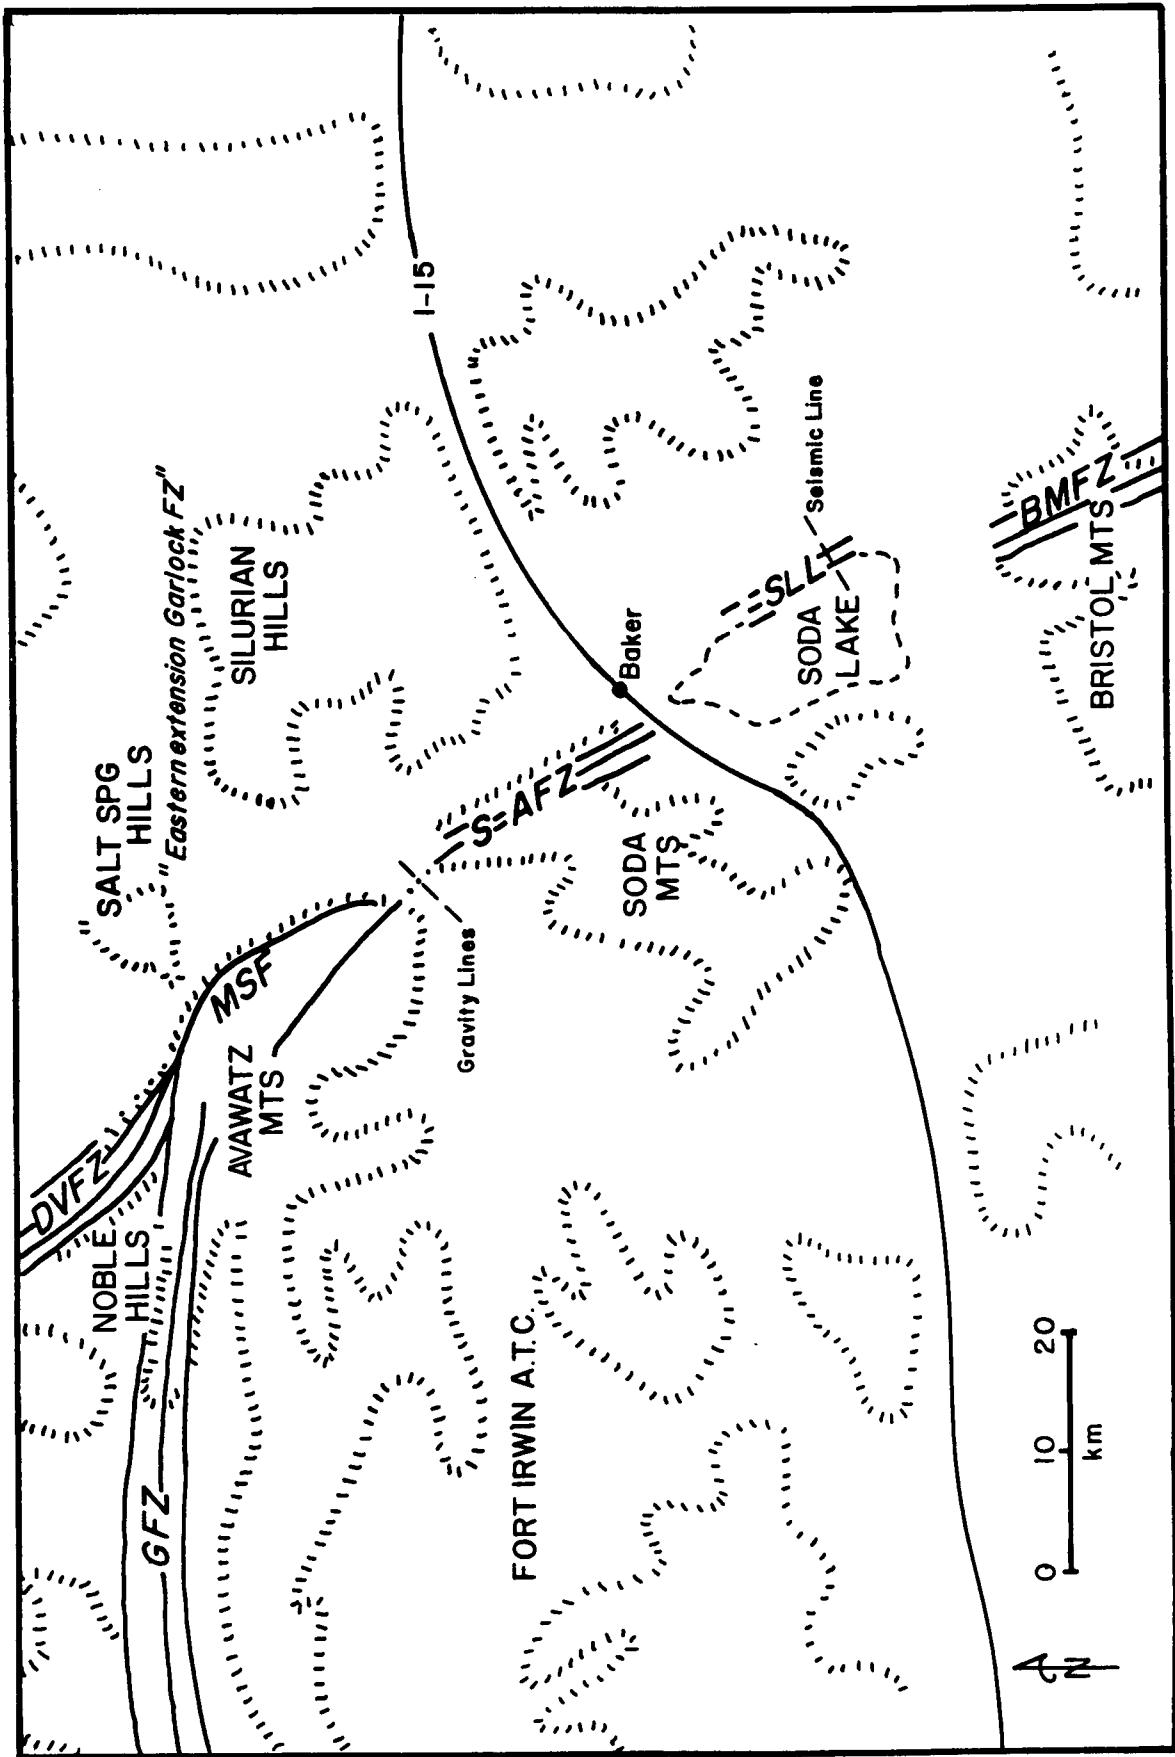 DVFZ
NOBLE
HILLS
GFZ
SALT SPG
HILLS
"Eastern extension Garlock FZ"
MSF
AVAWATZ
MTS
SILURIAN
HILLS
I-15
Gravity Lines
S-AFZ
FORT IRWIN A.T.C.
SODA
MTS
Baker
SLL
Seismic Line
SODA
LAKE
BMFZ
BRISTOL MTS
0 10 20
km
N